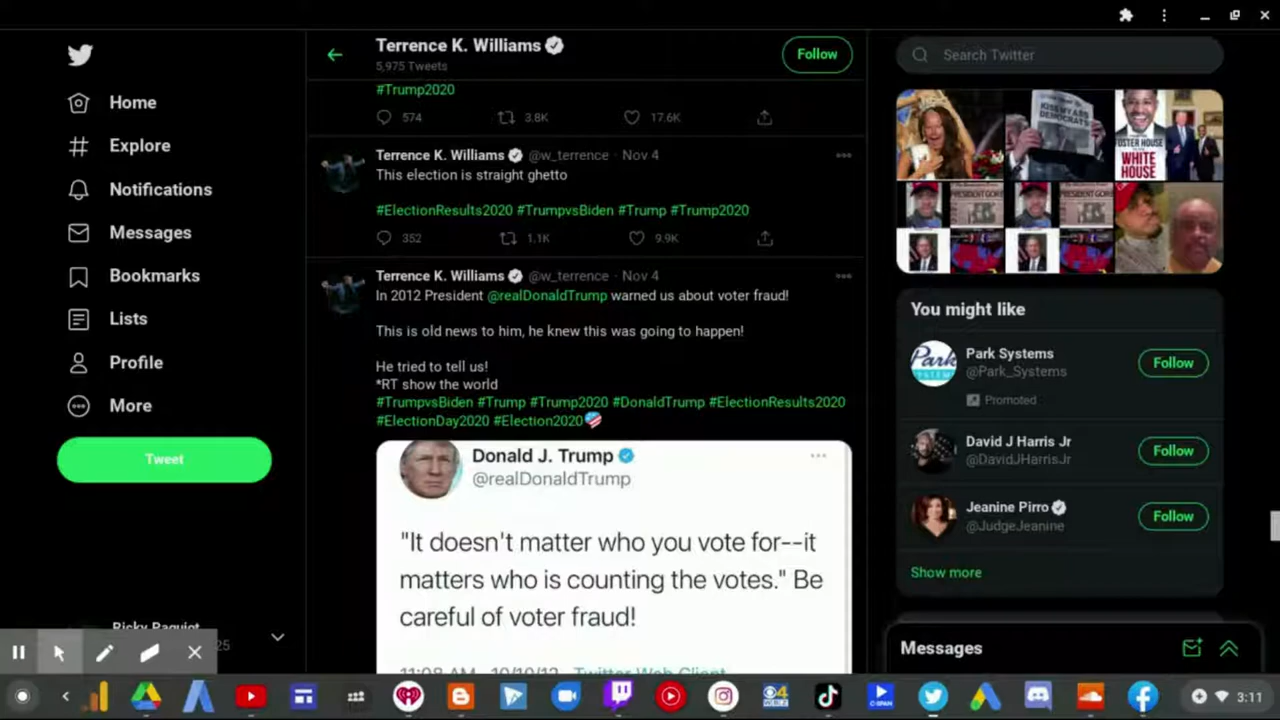 Terrence K. Williams
5,975 Tweets
Follow
Search Twitter
Home
Explore
Notifications
Messages
Bookmarks
Lists
Profile
More
Tweet
#Trump2020
574 3.8K 17.6K
Terrence K. Williams @w_terrence · Nov 4
This election is straight ghetto
#ElectionResults2020 #TrumpvsBiden #Trump #Trump2020
352 1.1K 9.9K
Terrence K. Williams @w_terrence · Nov 4
In 2012 President @realDonaldTrump warned us about voter fraud!
This is old news to him, he knew this was going to happen!
He tried to tell us!
*RT show the world
#TrumpvsBiden #Trump #Trump2020 #DonaldTrump #ElectionResults2020
#ElectionDay2020 #Election2020
Donald J. Trump
@realDonaldTrump
"It doesn't matter who you vote for--it
matters who is counting the votes." Be
careful of voter fraud!
11:08 AM 10/10/12 Twitter Web Client
KISS MY ASS
DEMOCRATS
FOSTER HOUSE
WHITE
HOUSE
PRESIDENT GORE
PRESIDENT GORE
You might like
Park Systems
@Park_Systems
Promoted
Follow
David J Harris Jr
@DavidJHarrisJr
Follow
Jeanine Pirro
@JudgeJeanine
Follow
Show more
Messages
25
3:11